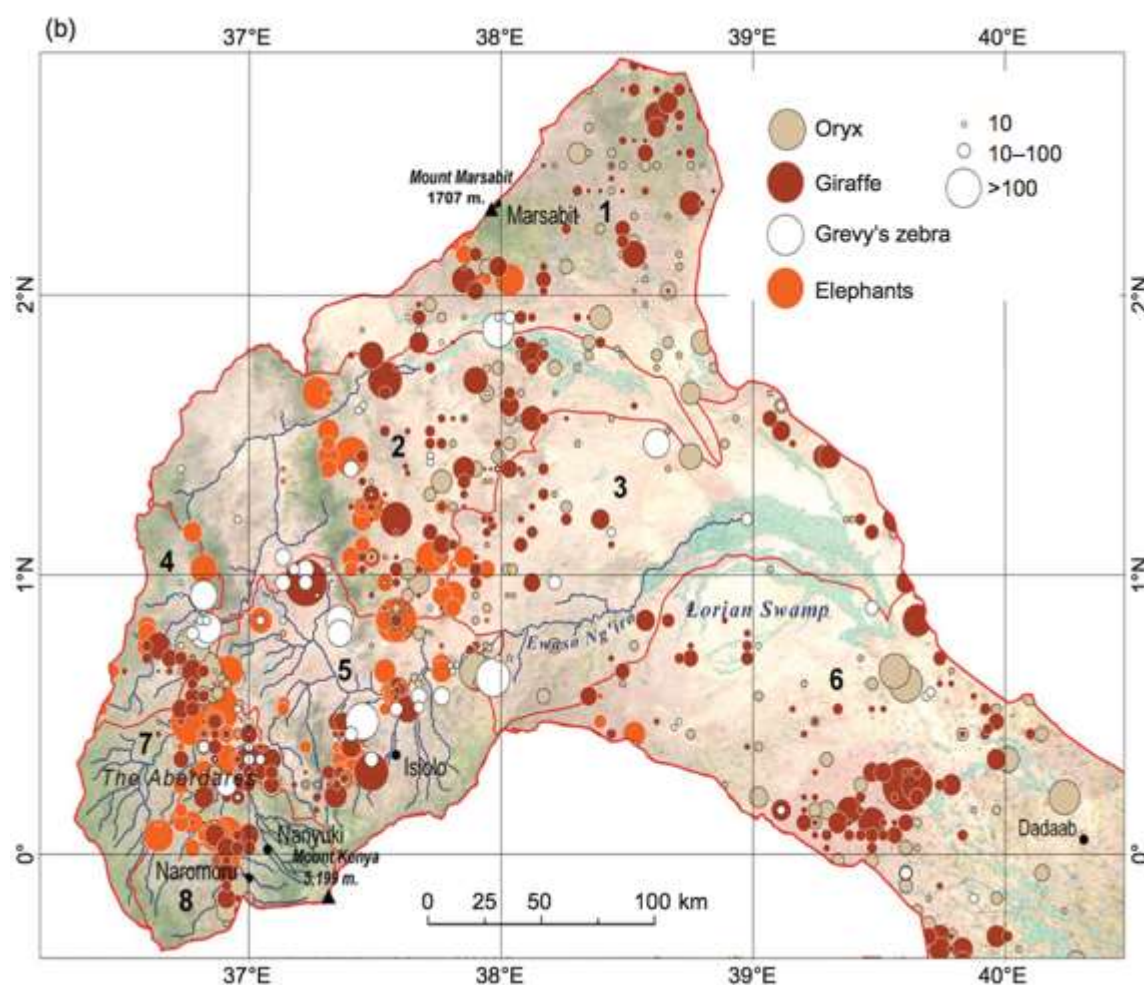 (b)
37°E 38°E 39°E 40°E
Oryx
Giraffe
Grevy's zebra
Elephants
10
10–100
>100
Mount Marsabit
1707 m.
Marsabit
1
2°N 2°N
2
3
4
1°N 1°N
Lorian Swamp
Ewaso Ng'iro
5
6
7
The Aberdares
Isiolo
Nanyuki
Mount Kenya
5,199 m.
Naromoru
Dadaab
0° 0°
8
0 25 50 100 km
37°E 38°E 39°E 40°E